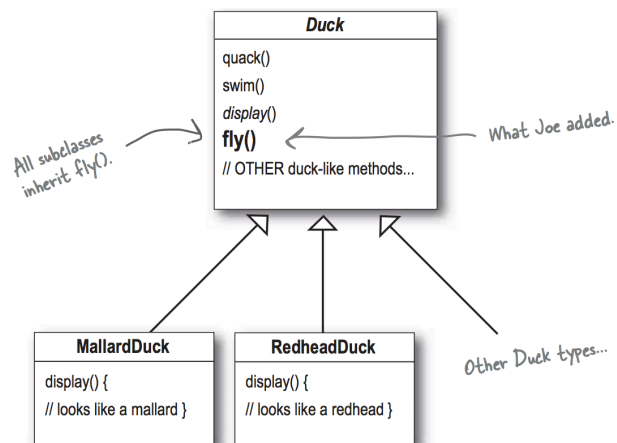 Duck
quack()
swim()
display()
fly()
// OTHER duck-like methods...
All subclasses
inherit fly().
What Joe added.
MallardDuck
display() {
// looks like a mallard }
RedheadDuck
display() {
// looks like a redhead }
Other Duck types...